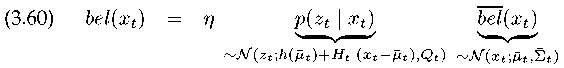 (3.60) bel(x_t) = η p(z_t | x_t) \overline{bel}(x_t)
∼N(z_t;h(μ̄_t)+H_t (x_t−μ̄_t),Q_t) ∼N(x_t;μ̄_t,Σ̄_t)